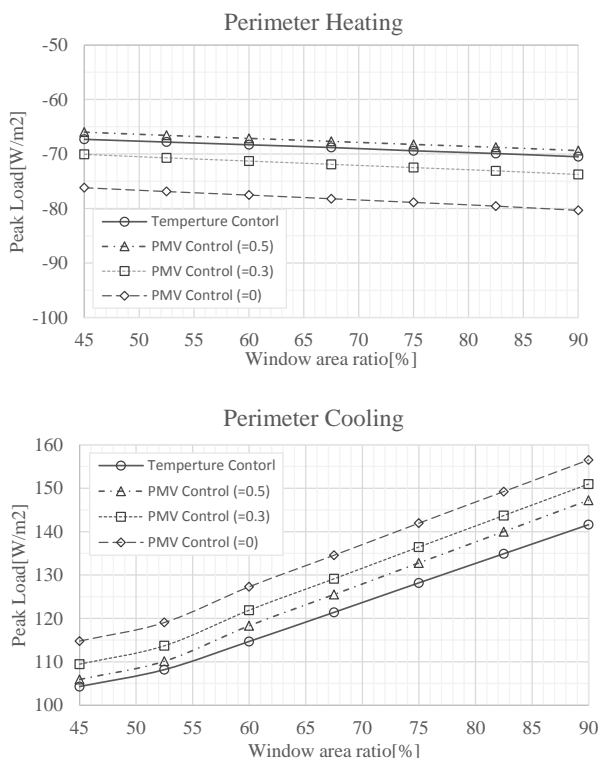 Perimeter Heating
-50
-60
-70
-80
-90
-100
Peak Load[W/m2]
Temperture Contorl
PMV Control (=0.5)
PMV Control (=0.3)
PMV Control (=0)
45 50 55 60 65 70 75 80 85 90
Window area ratio[%]
Perimeter Cooling
160
150
140
130
120
110
100
Peak Load[W/m2]
Temperture Contorl
PMV Control (=0.5)
PMV Control (=0.3)
PMV Control (=0)
45 50 55 60 65 70 75 80 85 90
Window area ratio[%]